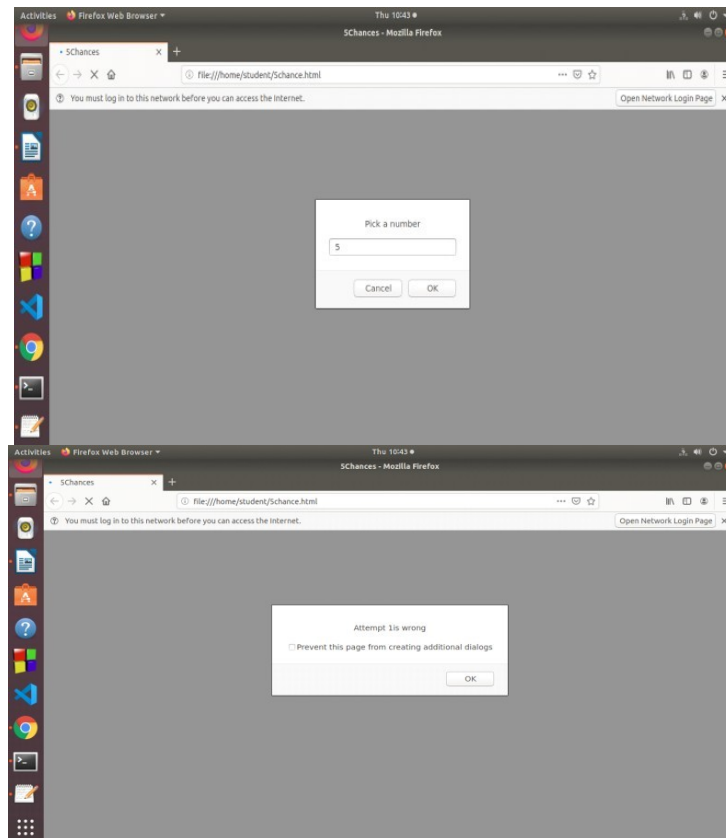 Activities Firefox Web Browser Thu 10:43
5Chances - Mozilla Firefox
5Chances
file:///home/student/5chance.html
You must log in to this network before you can access the Internet. Open Network Login Page
Pick a number
5
Cancel OK
Activities Firefox Web Browser Thu 10:43
5Chances - Mozilla Firefox
5Chances
file:///home/student/5chance.html
You must log in to this network before you can access the Internet. Open Network Login Page
Attempt 1is wrong
Prevent this page from creating additional dialogs
OK